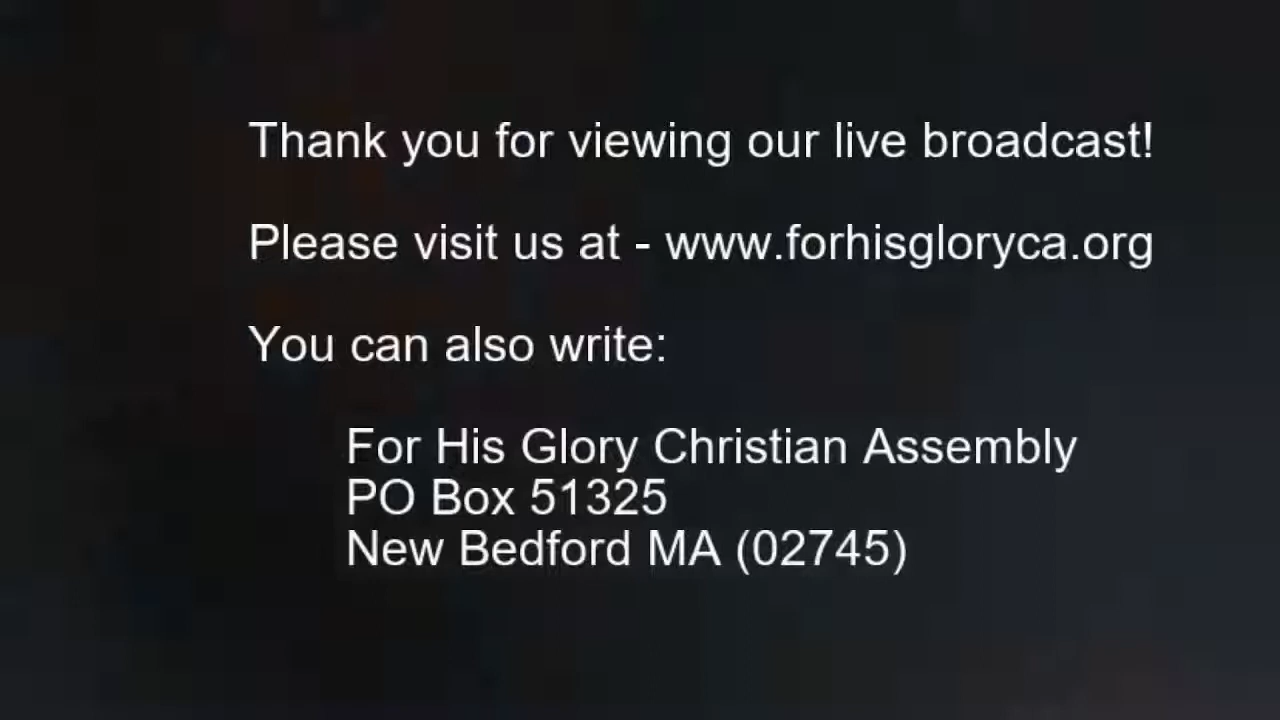 Thank you for viewing our live broadcast!
Please visit us at - www.forhisgloryca.org
You can also write:
For His Glory Christian Assembly
PO Box 51325
New Bedford MA (02745)